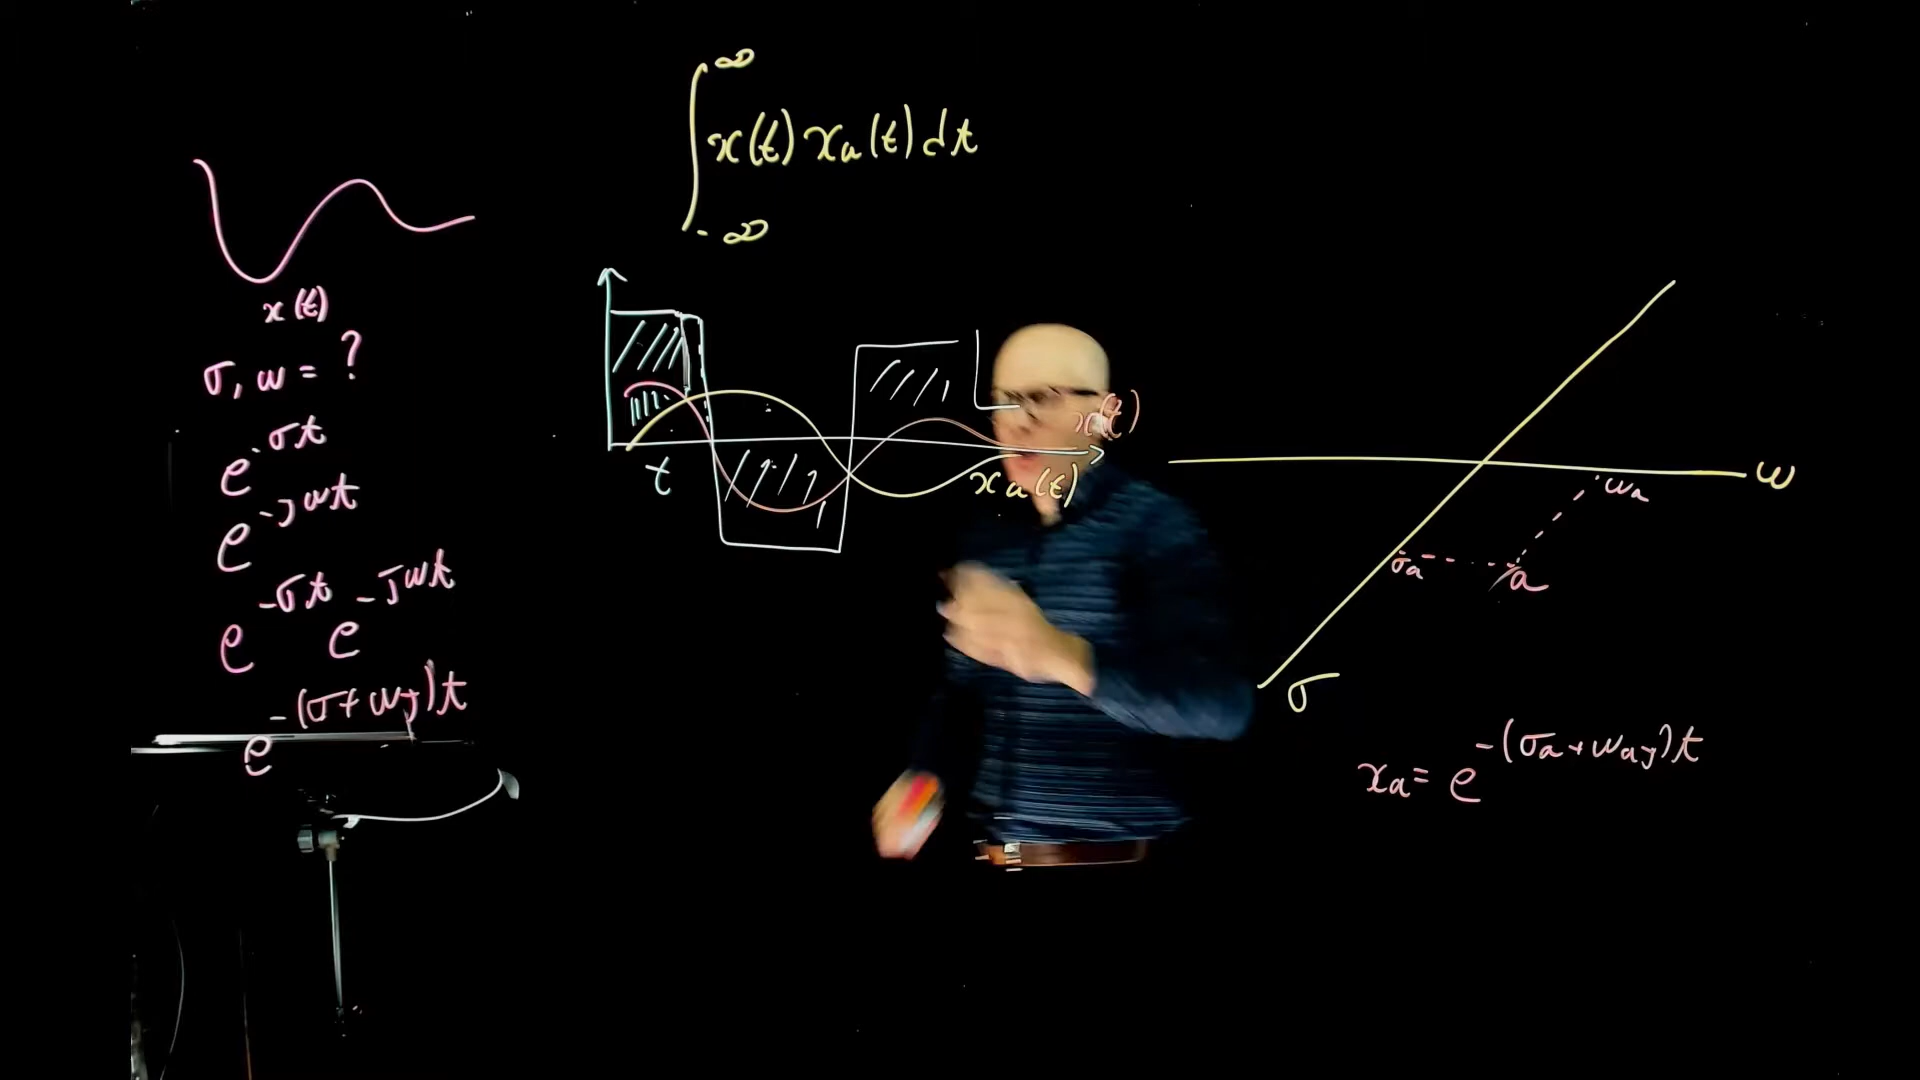 ∫_{-∞}^{∞} x(t) x_a(t) dt
x(t)
σ, ω = ?
e^{-σt}
e^{-jωt}
e^{-σt} e^{-jωt}
e^{-(σ+ωj)t}
t
x(t)
x_a(t)
ω
ω_a
σ_a
a
σ
x_a = e^{-(σ_a+ω_a j)t}